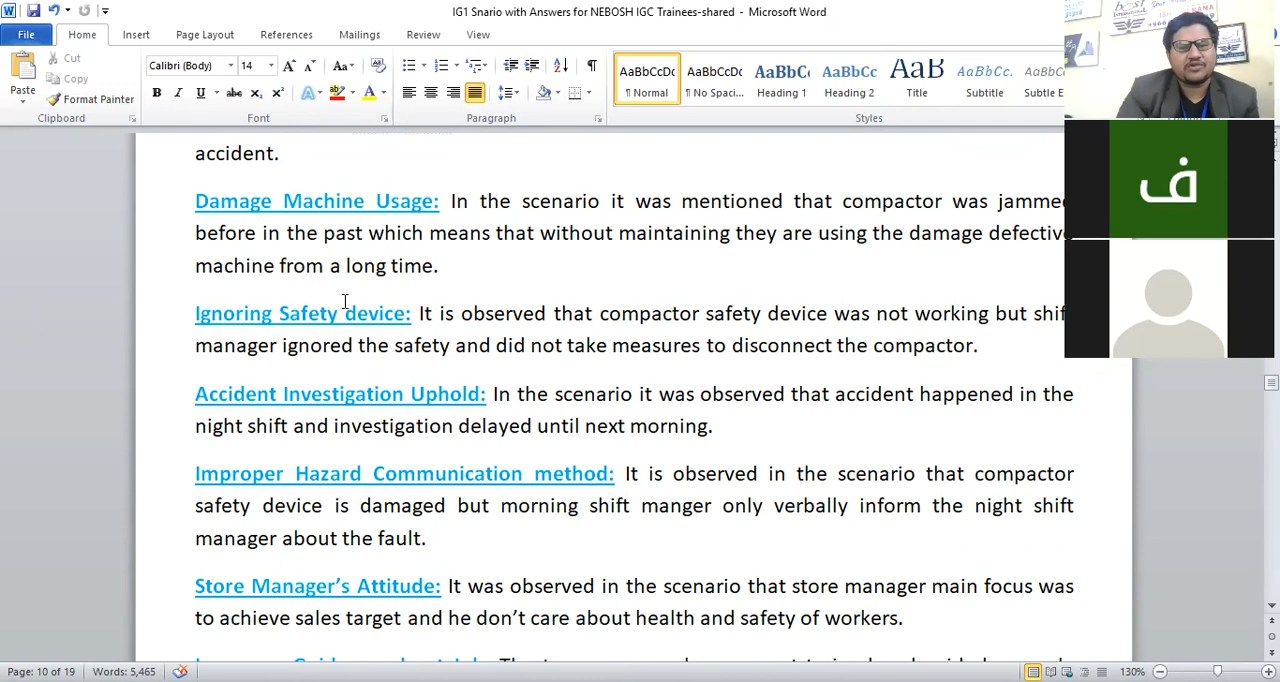 IG1 Snario with Answers for NEBOSH IGC Trainees-shared - Microsoft Word
File Home Insert Page Layout References Mailings Review View
Cut
Copy
Format Painter
Paste
Clipboard
Calibri (Body) 14
Font
Paragraph
AaBbCcDc AaBbCcDc AaBbCc AaBbCc AaB AaBbCc. AaBbCc
¶ Normal ¶ No Spaci... Heading 1 Heading 2 Title Subtitle Subtle E
Styles
best
ف
accident.
Damage Machine Usage: In the scenario it was mentioned that compactor was jammed
before in the past which means that without maintaining they are using the damage defective
machine from a long time.
Ignoring Safety device: It is observed that compactor safety device was not working but shif
manager ignored the safety and did not take measures to disconnect the compactor.
Accident Investigation Uphold: In the scenario it was observed that accident happened in the
night shift and investigation delayed until next morning.
Improper Hazard Communication method: It is observed in the scenario that compactor
safety device is damaged but morning shift manger only verbally inform the night shift
manager about the fault.
Store Manager's Attitude: It was observed in the scenario that store manager main focus was
to achieve sales target and he don't care about health and safety of workers.
Page: 10 of 19 Words: 5,465 130%